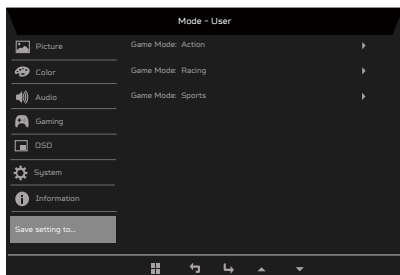 Mode - User
Picture
Game Mode: Action
Color
Game Mode: Racing
Audio
Game Mode: Sports
Gaming
OSD
System
Information
Save setting to...